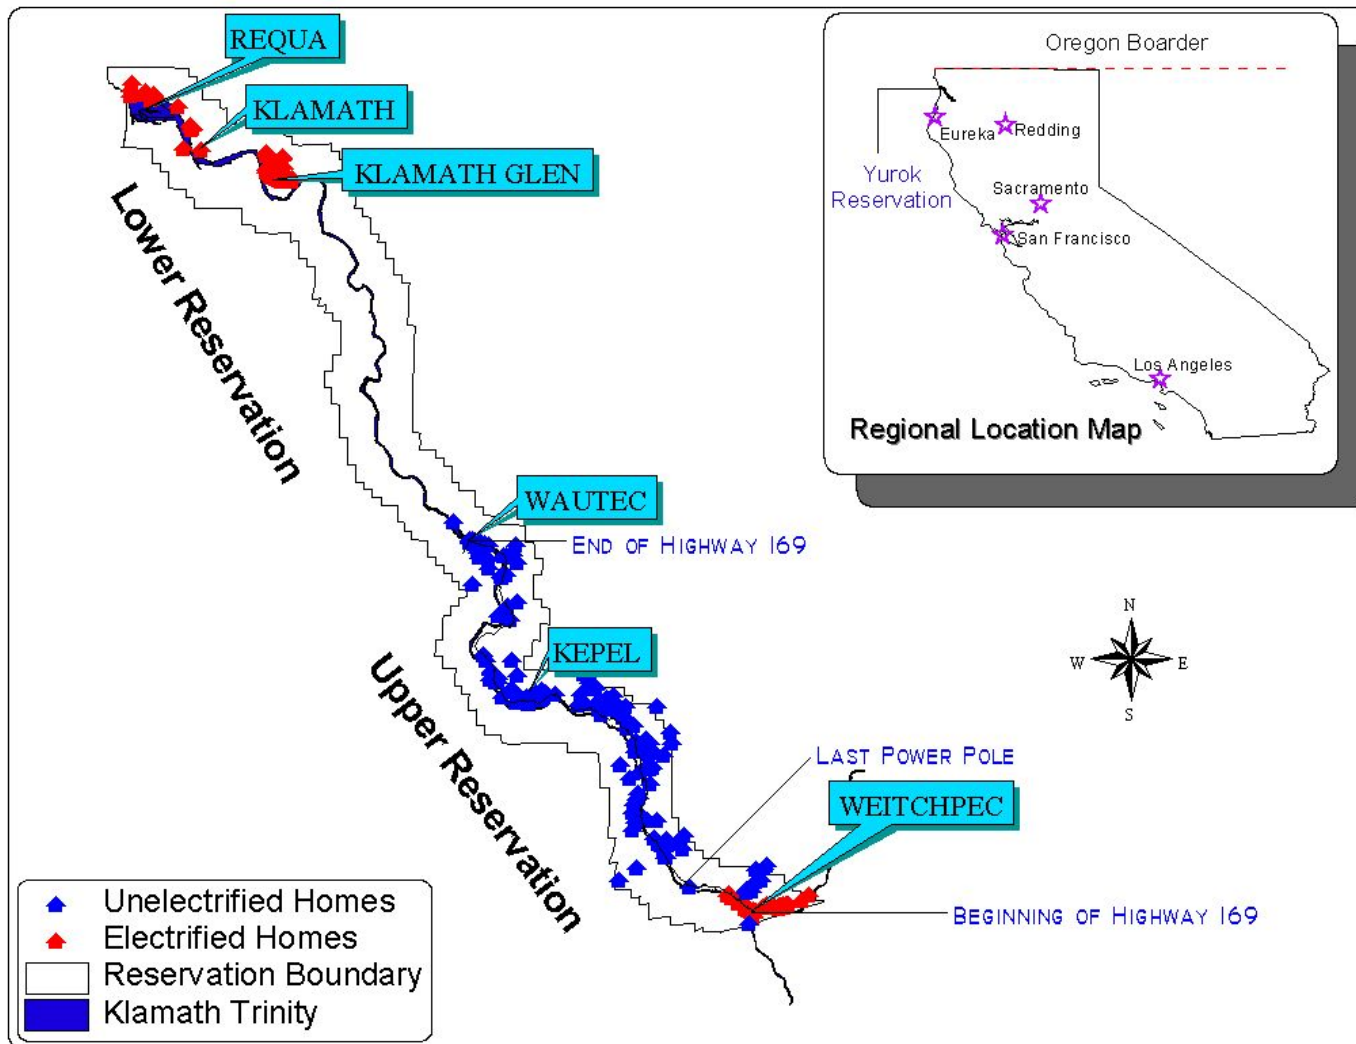 REQUA
KLAMATH
KLAMATH GLEN
Lower Reservation
WAUTEC
END OF HIGHWAY 169
KEPEL
Upper Reservation
LAST POWER POLE
WEITCHPEC
BEGINNING OF HIGHWAY 169
Oregon Boarder
Eureka
Redding
Yurok
Reservation
Sacramento
San Francisco
Los Angeles
Regional Location Map
N
W
E
S
Unelectrified Homes
Electrified Homes
Reservation Boundary
Klamath Trinity